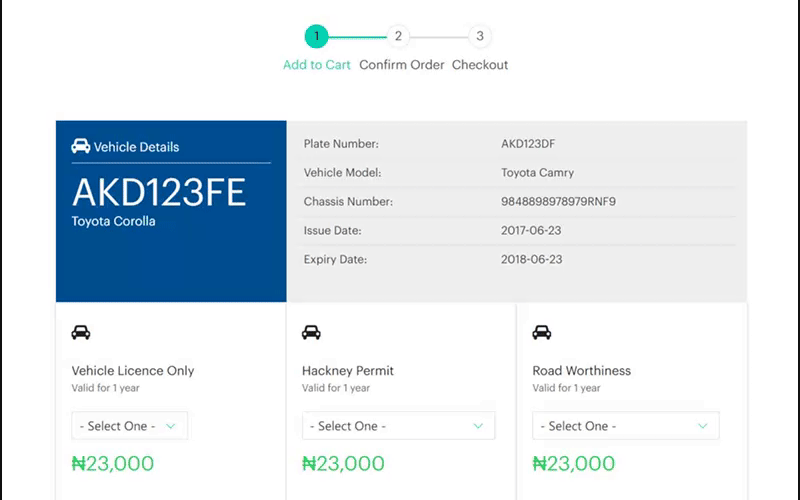 1 2 3
Add to Cart Confirm Order Checkout
Vehicle Details
AKD123FE
Toyota Corolla
Plate Number: AKD123DF
Vehicle Model: Toyota Camry
Chassis Number: 9848898978979RNF9
Issue Date: 2017-06-23
Expiry Date: 2018-06-23
Vehicle Licence Only
Valid for 1 year
- Select One -
₦23,000
Hackney Permit
Valid for 1 year
- Select One -
₦23,000
Road Worthiness
Valid for 1 year
- Select One -
₦23,000